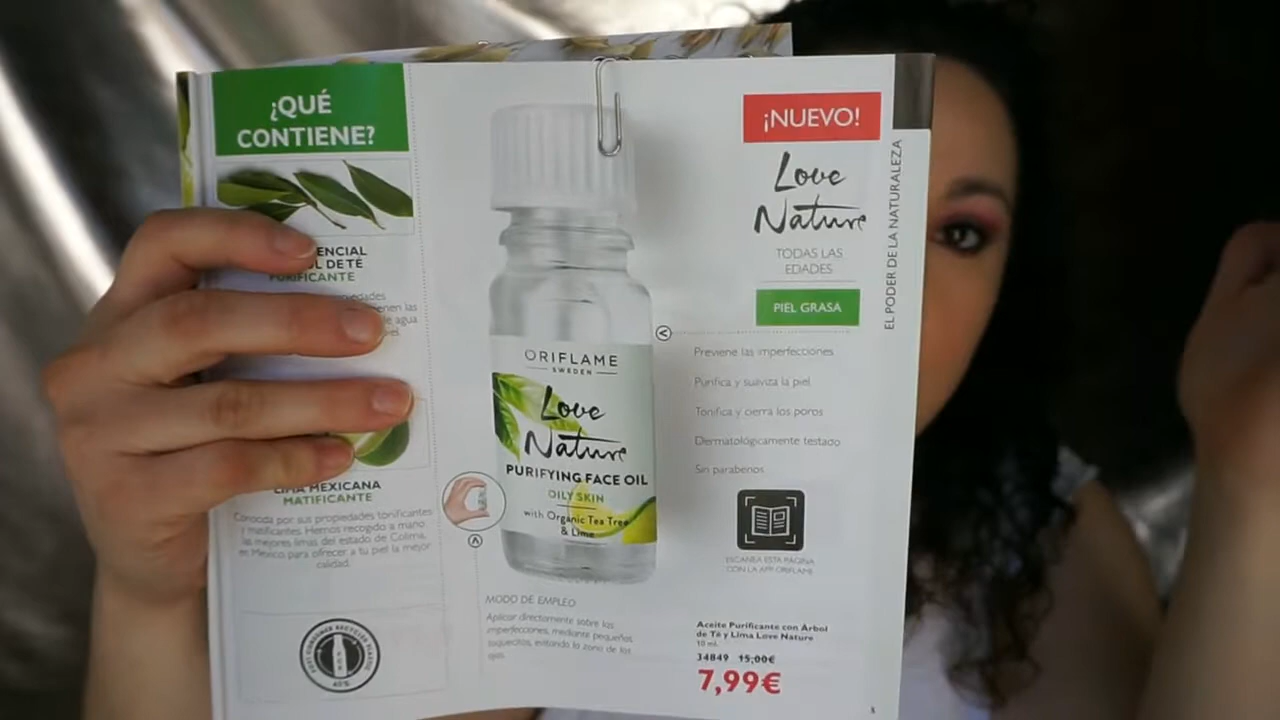 ¿QUÉ
CONTIENE?
ENCIAL
L DE TÉ
PURIFICANTE
enen las
de agua
LIMA MEXICANA
MATIFICANTE
Conocida por sus propiedades tonificantes
y matificantes. Hemos recogido a mano
las mejores limas del estado de Colima,
en México para ofrecer a tu piel la mejor
calidad.
ORIFLAME
SWEDEN
Love
Nature
PURIFYING FACE OIL
OILY SKIN
with Organic Tea Tree
& Lime
MODO DE EMPLEO
Aplicar directamente sobre las
imperfecciones, mediante pequeños
toquecitos, evitando la zona de los
ojos.
¡NUEVO!
Love
Nature
TODAS LAS
EDADES
PIEL GRASA
EL PODER DE LA NATURALEZA
Previene las imperfecciones
Purifica y suaviza la piel
Tonifica y cierra los poros
Dermatológicamente testado
Sin parabenos
ESCANEA ESTA PÁGINA
CON LA APP ORIFLAME
Aceite Purificante con Árbol
de Té y Lima Love Nature
10 ml.
34849 15,00€
7,99€